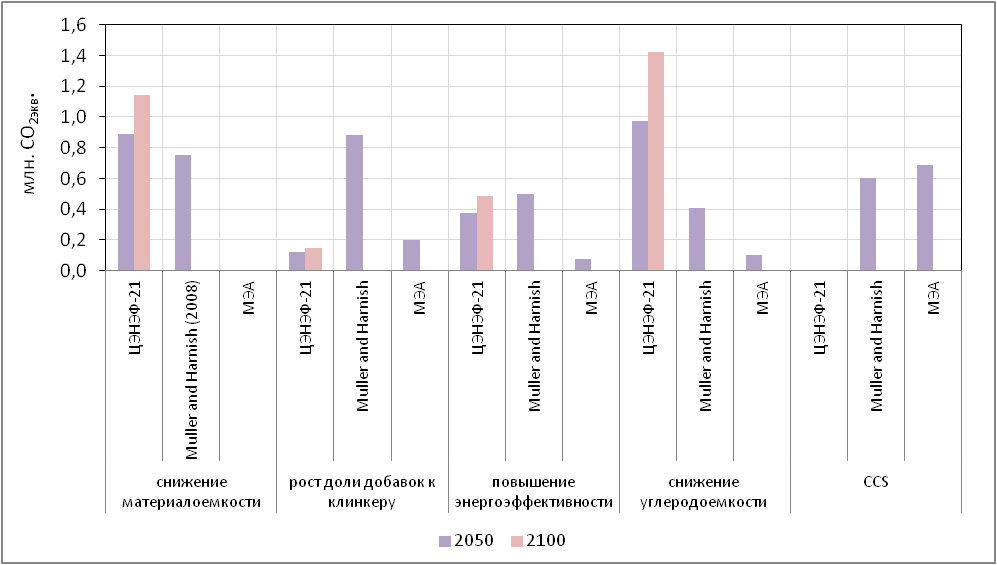 1,6
1,4
1,2
1,0
0,8
0,6
0,4
0,2
0,0
млн. CO2экв.
ЦЭНЭФ-21
Muller and Harnish (2008)
МЭА
ЦЭНЭФ-21
Muller and Harnish
МЭА
ЦЭНЭФ-21
Muller and Harnish
МЭА
ЦЭНЭФ-21
Muller and Harnish
МЭА
ЦЭНЭФ-21
Muller and Harnish
МЭА
снижение
материалоемкости
рост доли добавок к
клинкеру
повышение
энергоэффективности
снижение
углеродоемкости
CCS
2050
2100